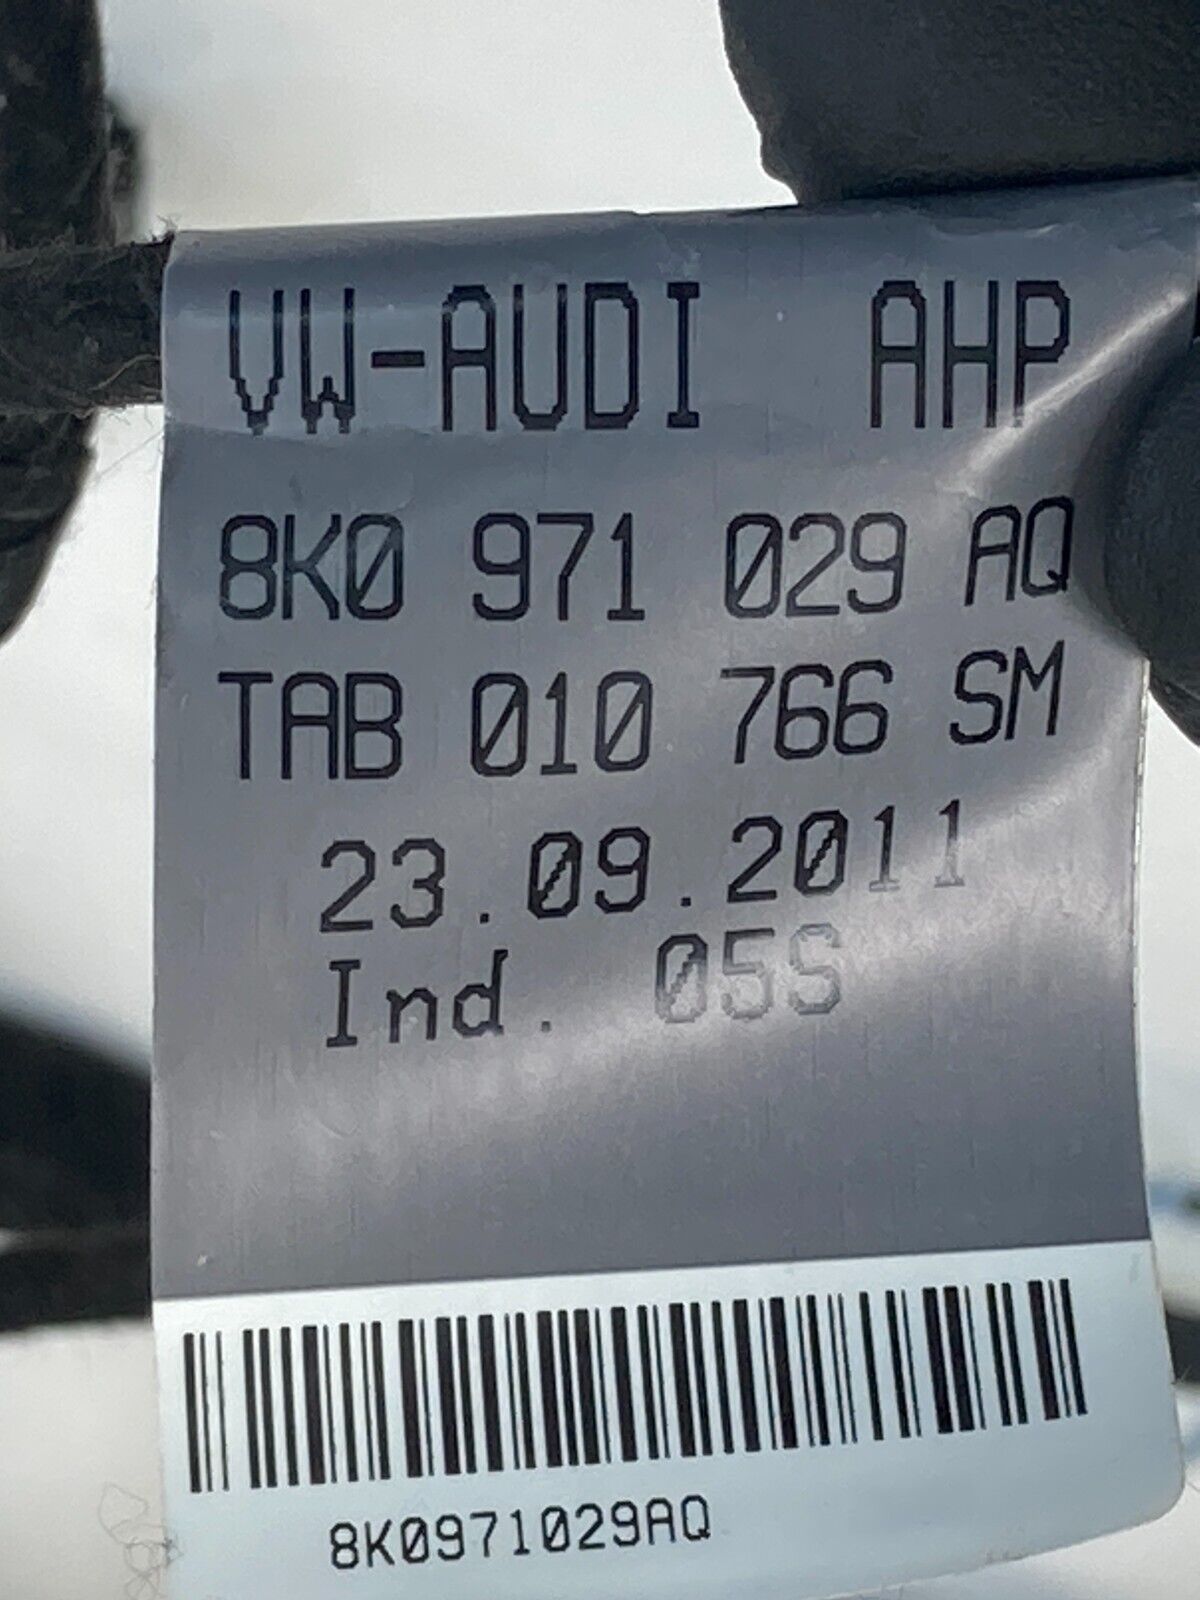 VW-AUDI AHP
8K0 971 029 AQ
TAB 010 766 SM
23.09.2011
Ind. 05S
8K0971029AQ